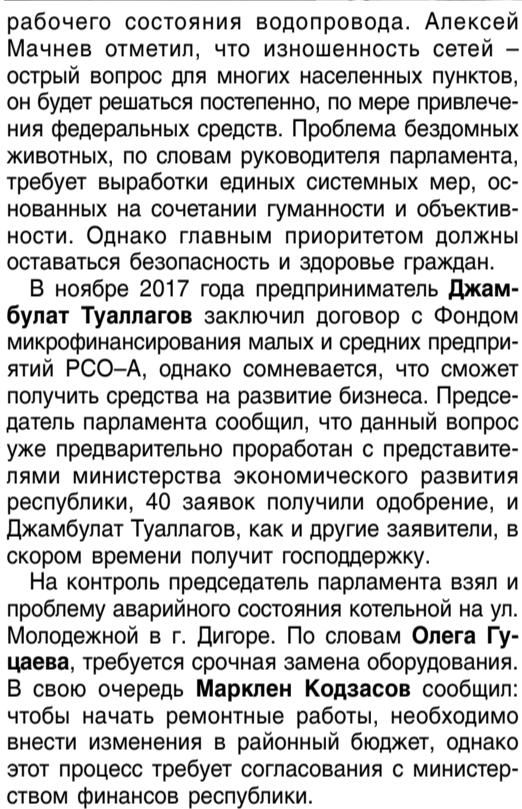 рабочего состояния водопровода. Алексей
Мачнев отметил, что изношенность сетей –
острый вопрос для многих населенных пунктов,
он будет решаться постепенно, по мере привлече-
ния федеральных средств. Проблема бездомных
животных, по словам руководителя парламента,
требует выработки единых системных мер, ос-
нованных на сочетании гуманности и объектив-
ности. Однако главным приоритетом должны
оставаться безопасность и здоровье граждан.
В ноябре 2017 года предприниматель Джам-
булат Туаллагов заключил договор с Фондом
микрофинансирования малых и средних предпри-
ятий РСО–А, однако сомневается, что сможет
получить средства на развитие бизнеса. Предсе-
датель парламента сообщил, что данный вопрос
уже предварительно проработан с представите-
лями министерства экономического развития
республики, 40 заявок получили одобрение, и
Джамбулат Туаллагов, как и другие заявители, в
скором времени получит господдержку.
На контроль председатель парламента взял и
проблему аварийного состояния котельной на ул.
Молодежной в г. Дигоре. По словам Олега Гу-
цаева, требуется срочная замена оборудования.
В свою очередь Марклен Кодзасов сообщил:
чтобы начать ремонтные работы, необходимо
внести изменения в районный бюджет, однако
этот процесс требует согласования с министер-
ством финансов республики.